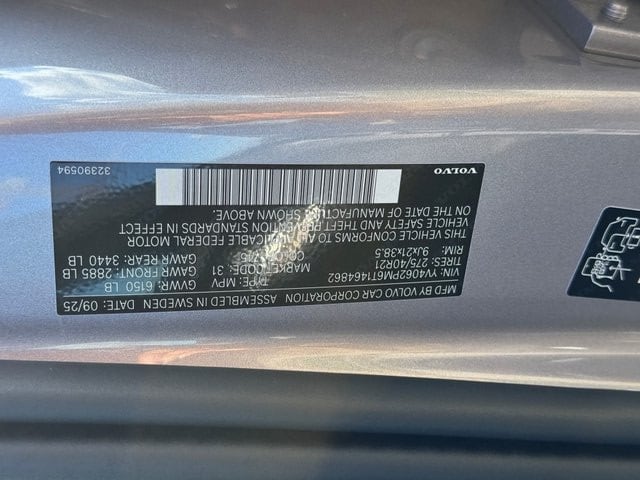 MFD BY VOLVO CAR CORPORATION ASSEMBLED IN SWEDEN DATE: 09/25
VIN: YV4062PM6T1464862 GVWR: 6150 LB
TIRES: 275/40R21 TYPE: MPV GAWR FRONT: 2885 LB
RIM: 9Jx21x38.5 MARKET CODE: 31 GAWR REAR: 3440 LB
THIS VEHICLE CONFORMS TO ALL APPLICABLE FEDERAL MOTOR
VEHICLE SAFETY AND THEFT PREVENTION STANDARDS IN EFFECT
ON THE DATE OF MANUFACTURE SHOWN ABOVE.
VOLVO 32390594